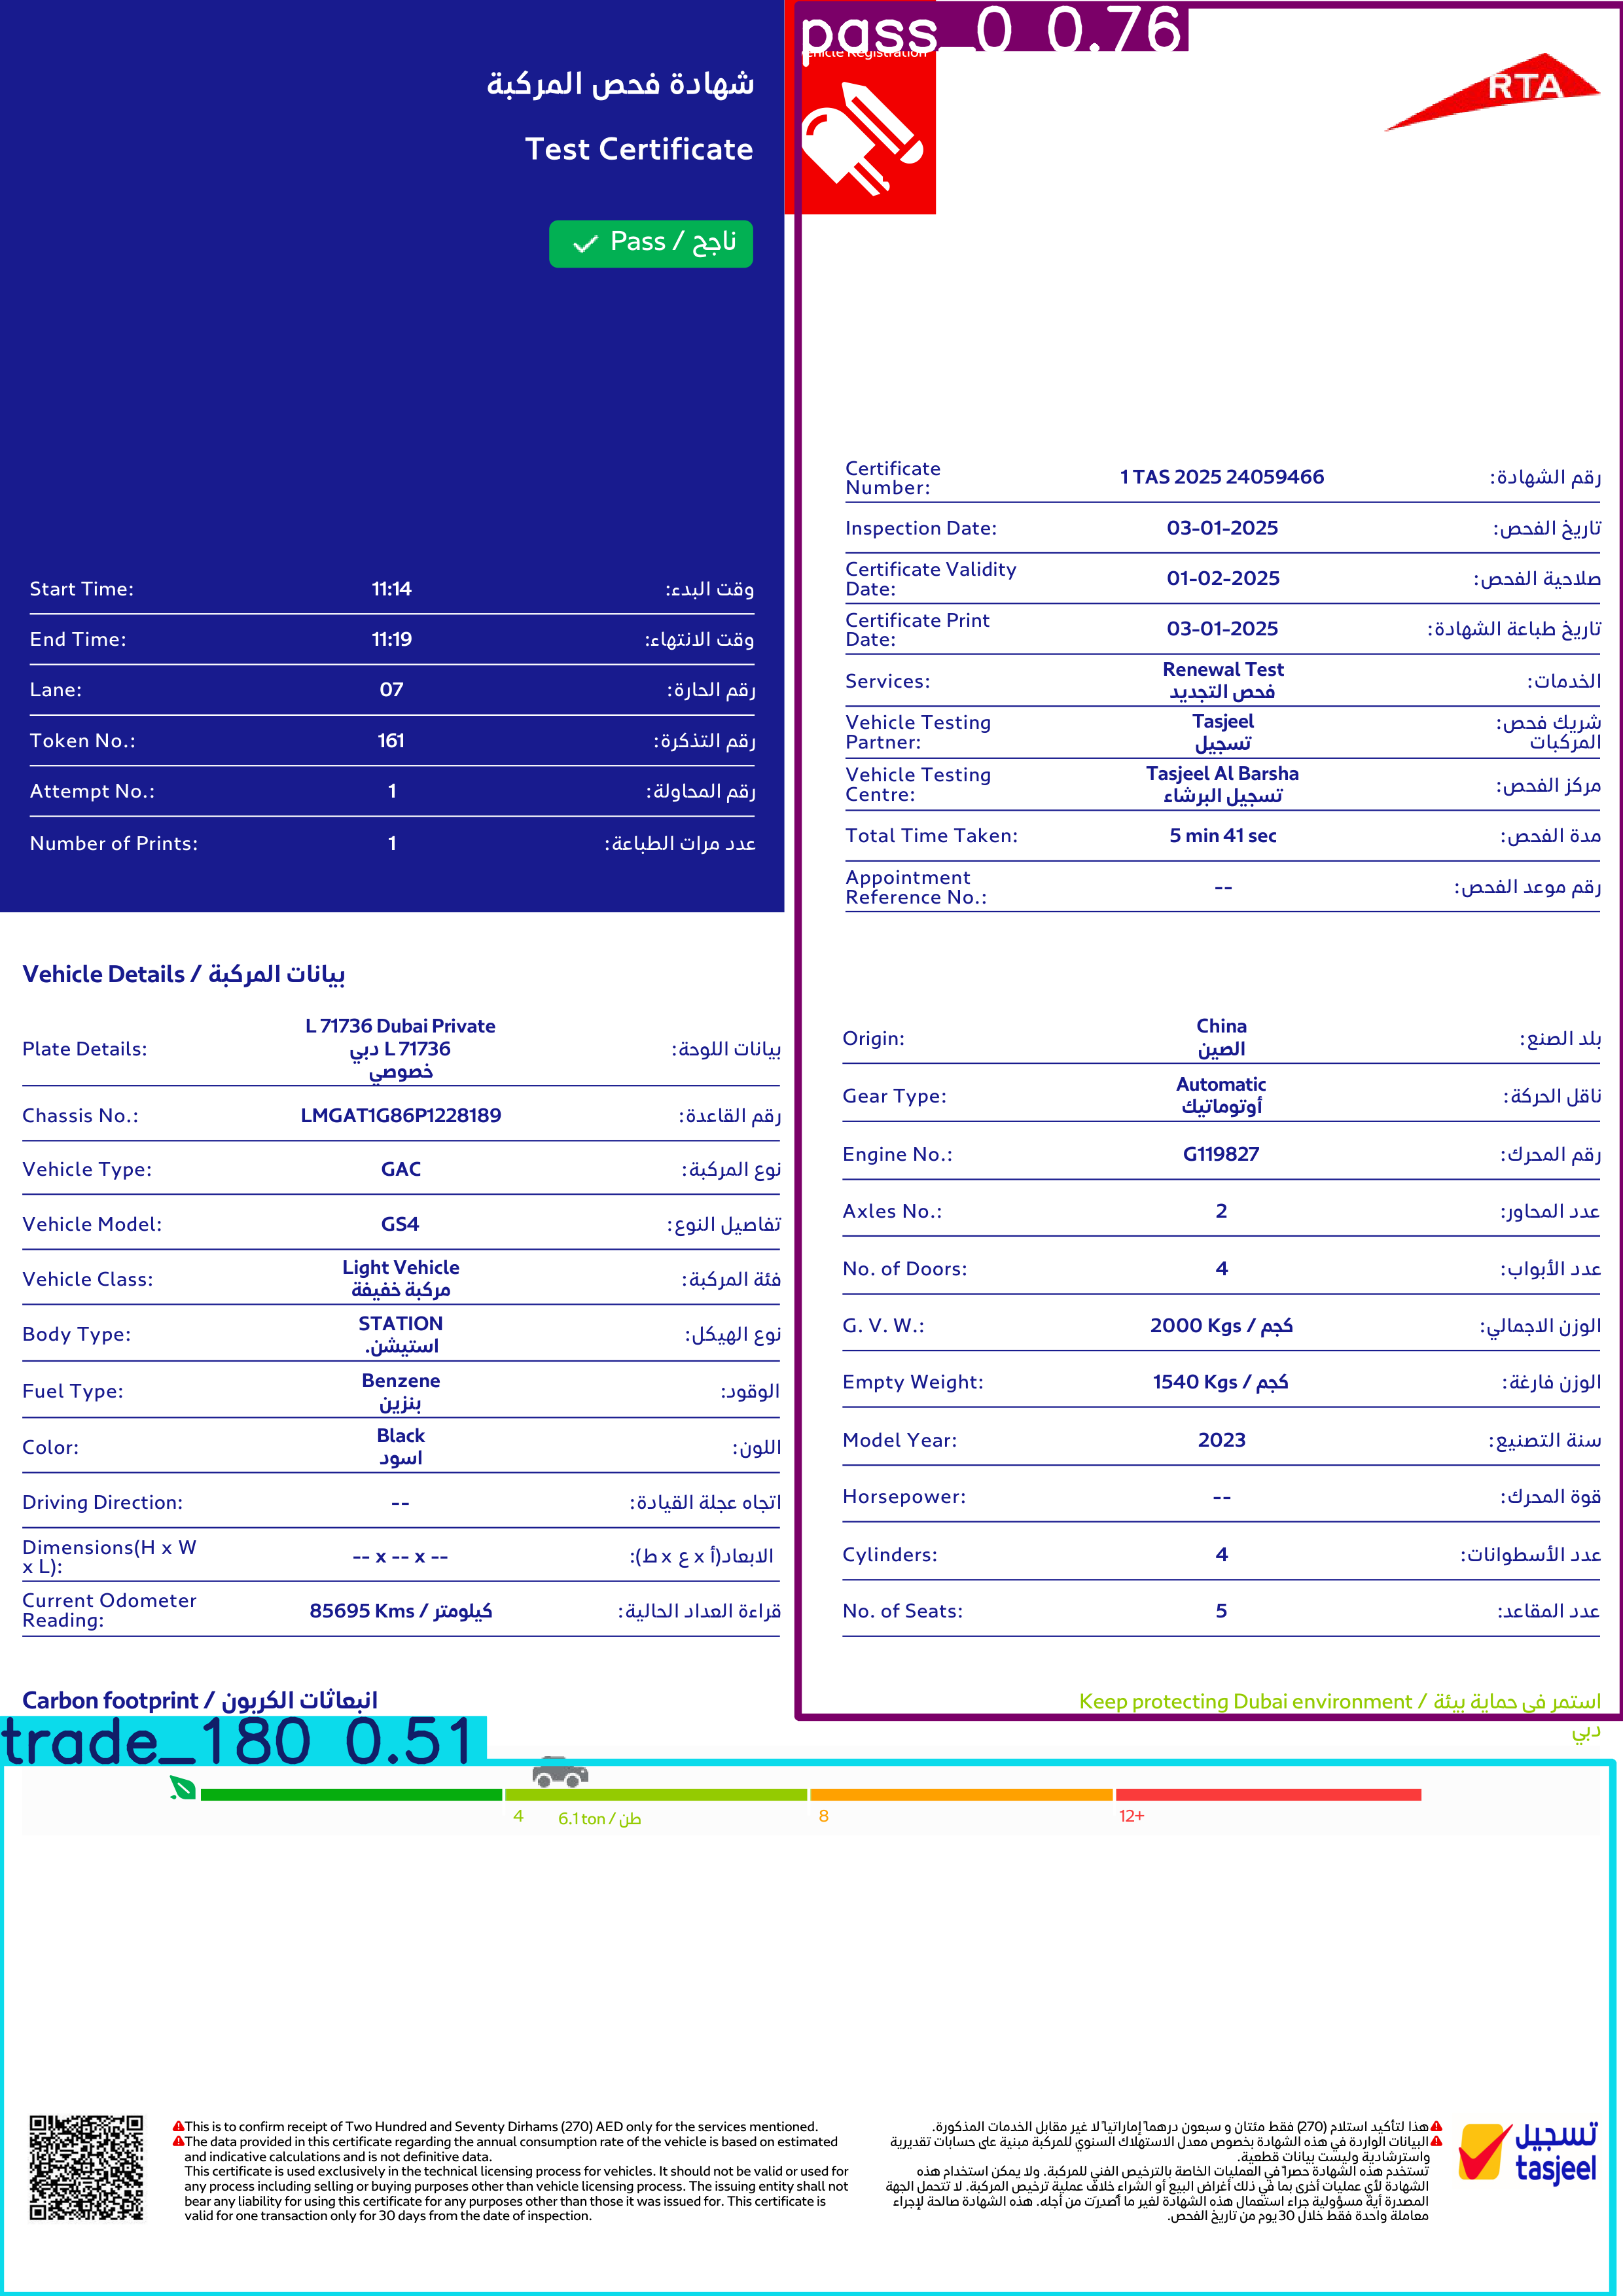 pass_0 0.76
RTA
شهادة فحص المركبة
Test Certificate
Pass / ناجح
Start Time: 11:14 وقت البدء:
End Time: 11:19 وقت الانتهاء:
Lane: 07 رقم الحارة:
Token No.: 161 رقم التذكرة:
Attempt No.: 1 رقم المحاولة:
Number of Prints: 1 عدد مرات الطباعة:
Certificate
Number: 1 TAS 2025 24059466 رقم الشهادة:
Inspection Date: 03-01-2025 تاريخ الفحص:
Certificate Validity
Date: 01-02-2025 صلاحية الفحص:
Certificate Print
Date: 03-01-2025 تاريخ طباعة الشهادة:
Services: Renewal Test الخدمات:
فحص التجديد
Vehicle Testing Tasjeel شريك فحص:
Partner: تسجيل المركبات
Vehicle Testing Tasjeel Al Barsha مركز الفحص:
Centre: تسجيل البرشاء
Total Time Taken: 5 min 41 sec مدة الفحص:
Appointment
Reference No.: -- رقم موعد الفحص:
Vehicle Details / بيانات المركبة
L 71736 Dubai Private
Plate Details: L 71736 دبي بيانات اللوحة:
خصوصي
Chassis No.: LMGAT1G86P1228189 رقم القاعدة:
Vehicle Type: GAC نوع المركبة:
Vehicle Model: GS4 تفاصيل النوع:
Vehicle Class: Light Vehicle فئة المركبة:
مركبة خفيفة
Body Type: STATION نوع الهيكل:
استيشن.
Fuel Type: Benzene الوقود:
بنزين
Color: Black اللون:
اسود
Driving Direction: -- اتجاه عجلة القيادة:
Dimensions(H x W
x L): -- x -- x -- الابعاد(أ x ع x ط):
Current Odometer
Reading: 85695 Kms / كيلومتر قراءة العداد الحالية:
Origin: China بلد الصنع:
الصين
Gear Type: Automatic ناقل الحركة:
أوتوماتيك
Engine No.: G119827 رقم المحرك:
Axles No.: 2 عدد المحاور:
No. of Doors: 4 عدد الأبواب:
G. V. W.: 2000 Kgs / كجم الوزن الاجمالي:
Empty Weight: 1540 Kgs / كجم الوزن فارغة:
Model Year: 2023 سنة التصنيع:
Horsepower: -- قوة المحرك:
Cylinders: 4 عدد الأسطوانات:
No. of Seats: 5 عدد المقاعد:
Carbon footprint / انبعاثات الكربون
Keep protecting Dubai environment / استمر في حماية بيئة
دبي
trade_180 0.51
4 6.1 ton / طن 8 12+
This is to confirm receipt of Two Hundred and Seventy Dirhams (270) AED only for the services mentioned.
The data provided in this certificate regarding the annual consumption rate of the vehicle is based on estimated
and indicative calculations and is not definitive data.
This certificate is used exclusively in the technical licensing process for vehicles. It should not be valid or used for
any process including selling or buying purposes other than vehicle licensing process. The issuing entity shall not
bear any liability for using this certificate for any purposes other than those it was issued for. This certificate is
valid for one transaction only for 30 days from the date of inspection.
هذا لتأكيد استلام (270) فقط مئتان و سبعون درهماً إماراتياً لا غير مقابل الخدمات المذكورة.
البيانات الواردة في هذه الشهادة بخصوص معدل الاستهلاك السنوي للمركبة مبنية على حسابات تقديرية
واسترشادية وليست بيانات قطعية.
تستخدم هذه الشهادة حصراً في العمليات الخاصة بالترخيص الفني للمركبة. ولا يمكن استخدام هذه
الشهادة لأي عمليات أخرى بما في ذلك أغراض البيع أو الشراء خلاف عملية ترخيص المركبة. لا تتحمل الجهة
المصدرة أية مسؤولية جراء استعمال هذه الشهادة لغير ما أُصدرت من أجله. هذه الشهادة صالحة لإجراء
معاملة واحدة فقط خلال 30 يوم من تاريخ الفحص.
تسجيل
tasjeel